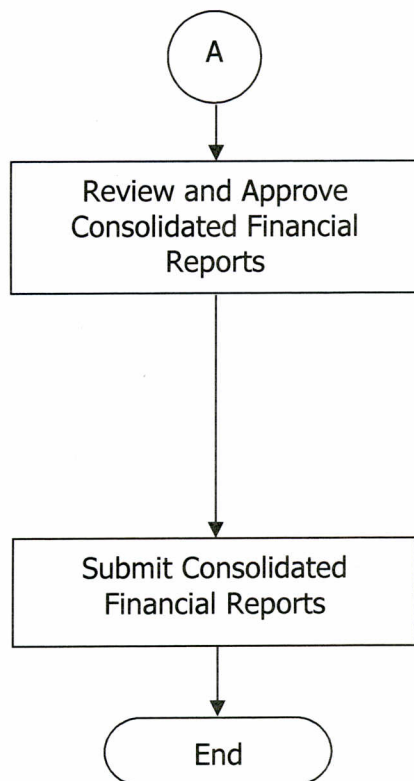 A
Review and Approve
Consolidated Financial
Reports
Submit Consolidated
Financial Reports
End